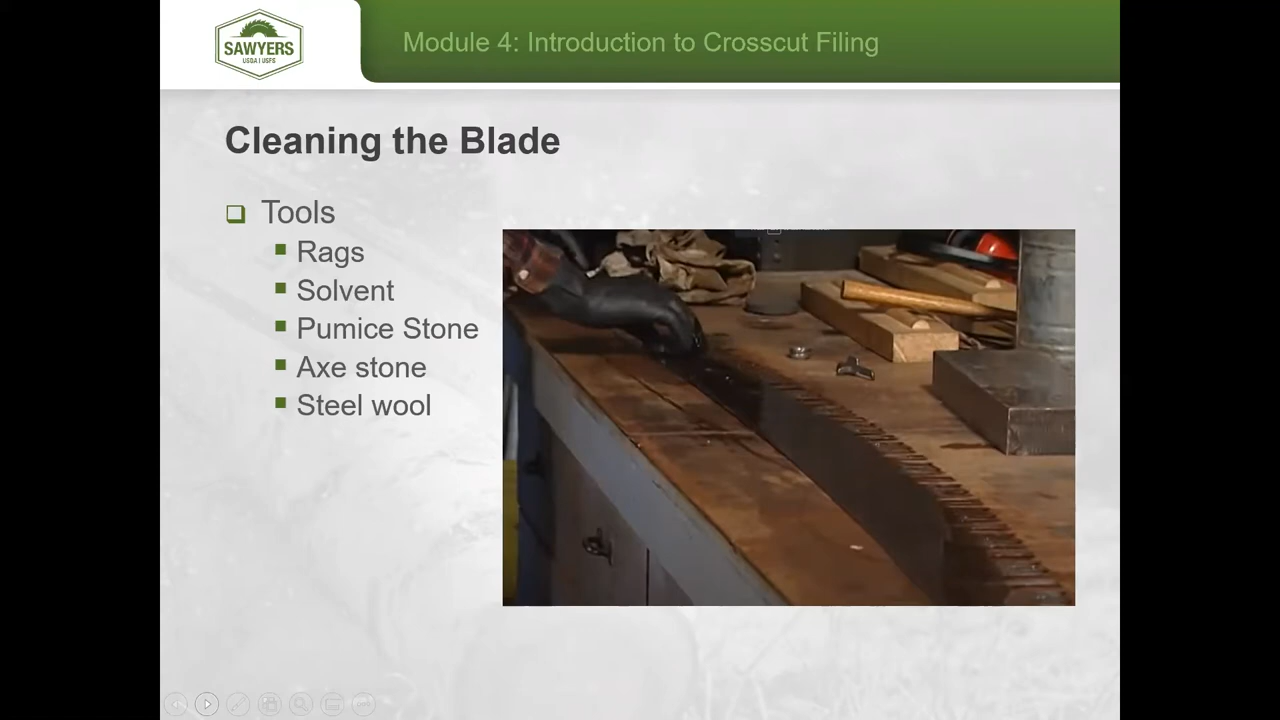 SAWYERS
USDA | USFS
Module 4: Introduction to Crosscut Filing
Cleaning the Blade
Tools
Rags
Solvent
Pumice Stone
Axe stone
Steel wool